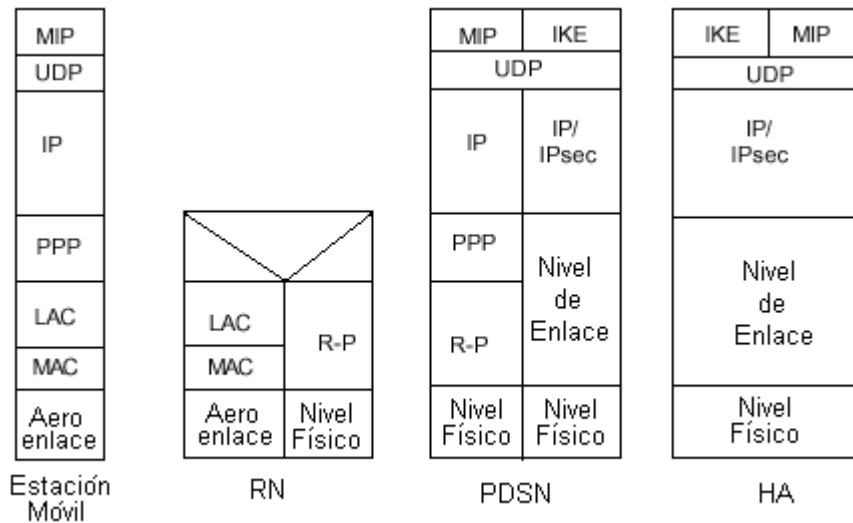 MIP
UDP
IP
PPP
LAC
MAC
Aero
enlace
Estación
Móvil
LAC
MAC
R-P
Aero
enlace
Nivel
Físico
RN
MIP
IKE
UDP
IP
IP/
IPsec
PPP
R-P
Nivel
de
Enlace
Nivel
Físico
Nivel
Físico
PDSN
IKE
MIP
UDP
IP/
IPsec
Nivel
de
Enlace
Nivel
Físico
HA